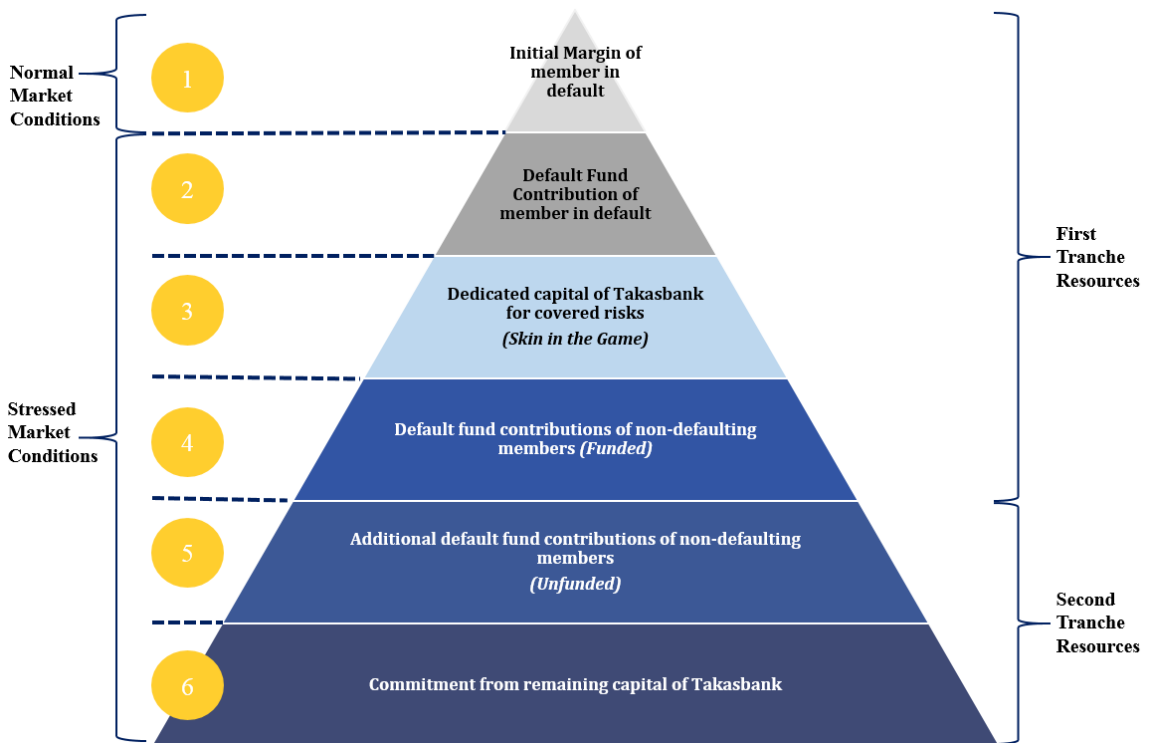 Normal
Market
Conditions
1
Initial Margin of
member in
default
2
Default Fund
Contribution of
member in default
First
Tranche
Resources
3
Dedicated capital of Takasbank
for covered risks
(Skin in the Game)
Stressed
Market
Conditions
4
Default fund contributions of non-defaulting
members (Funded)
5
Additional default fund contributions of non-defaulting
members
(Unfunded)
Second
Tranche
Resources
6
Commitment from remaining capital of Takasbank